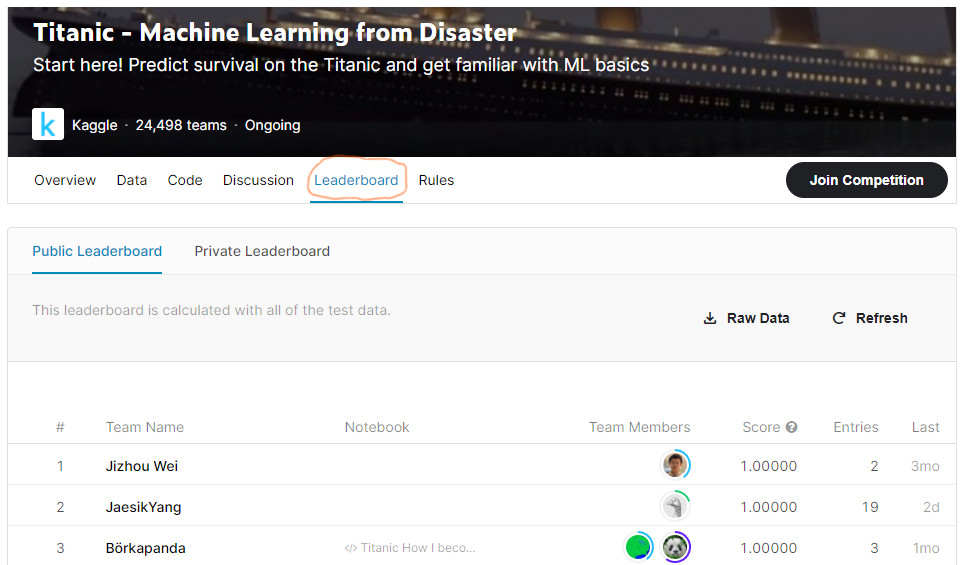 Titanic - Machine Learning from Disaster
Start here! Predict survival on the Titanic and get familiar with ML basics
k Kaggle · 24,498 teams · Ongoing
Overview Data Code Discussion Leaderboard Rules Join Competition
Public Leaderboard Private Leaderboard
This leaderboard is calculated with all of the test data.
Raw Data Refresh
# Team Name Notebook Team Members Score ? Entries Last
1 Jizhou Wei 1.00000 2 3mo
2 JaesikYang 1.00000 19 2d
3 Börkapanda </> Titanic How I beco... 1.00000 3 1mo